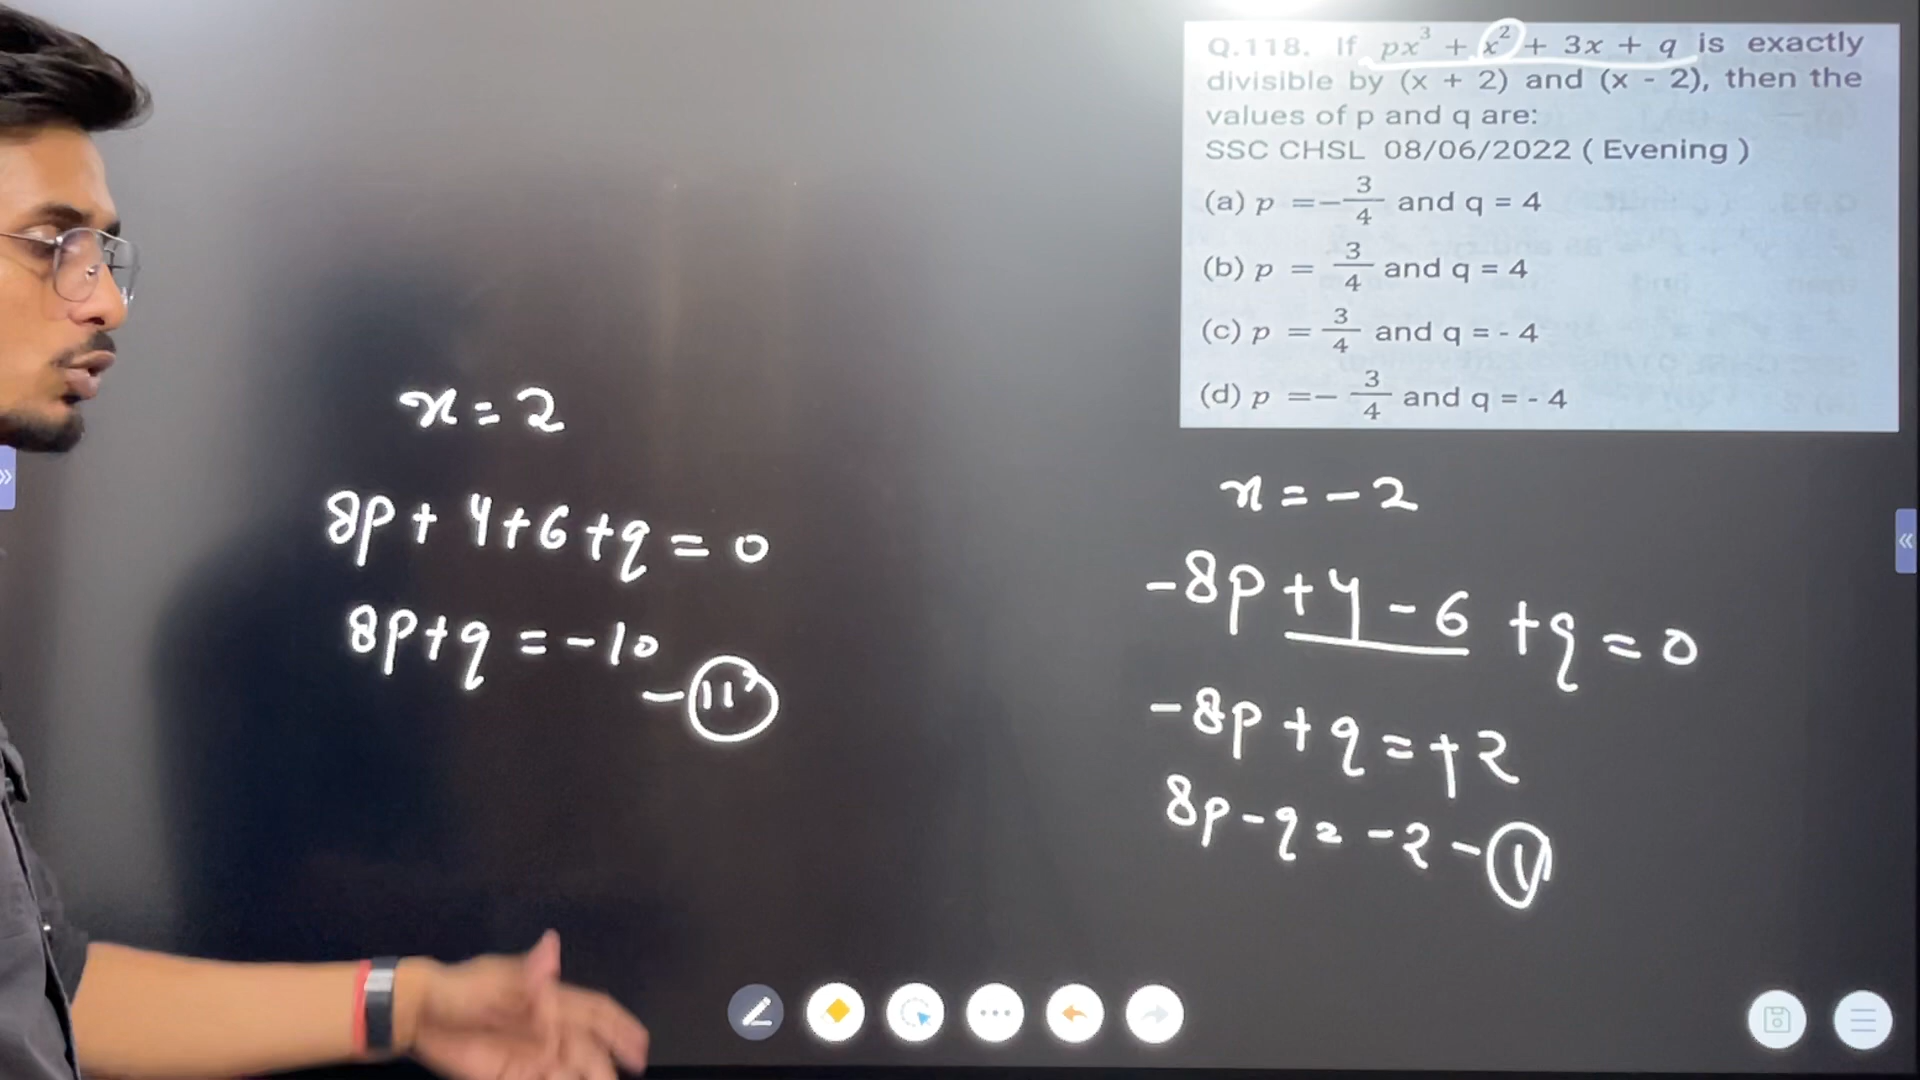 Q.118. If px³ + x² + 3x + q is exactly
divisible by (x + 2) and (x - 2), then the
values of p and q are:
SSC CHSL 08/06/2022 ( Evening )
(a) p =-3/4 and q = 4
(b) p = 3/4 and q = 4
(c) p = 3/4 and q = - 4
(d) p =- 3/4 and q = - 4
x = 2
8p + 4 + 6 + q = 0
8p + q = -10
- (11)
x = - 2
-8p + 4 - 6 + q = 0
-8p + q = +2
8p - q = -2 - (1)